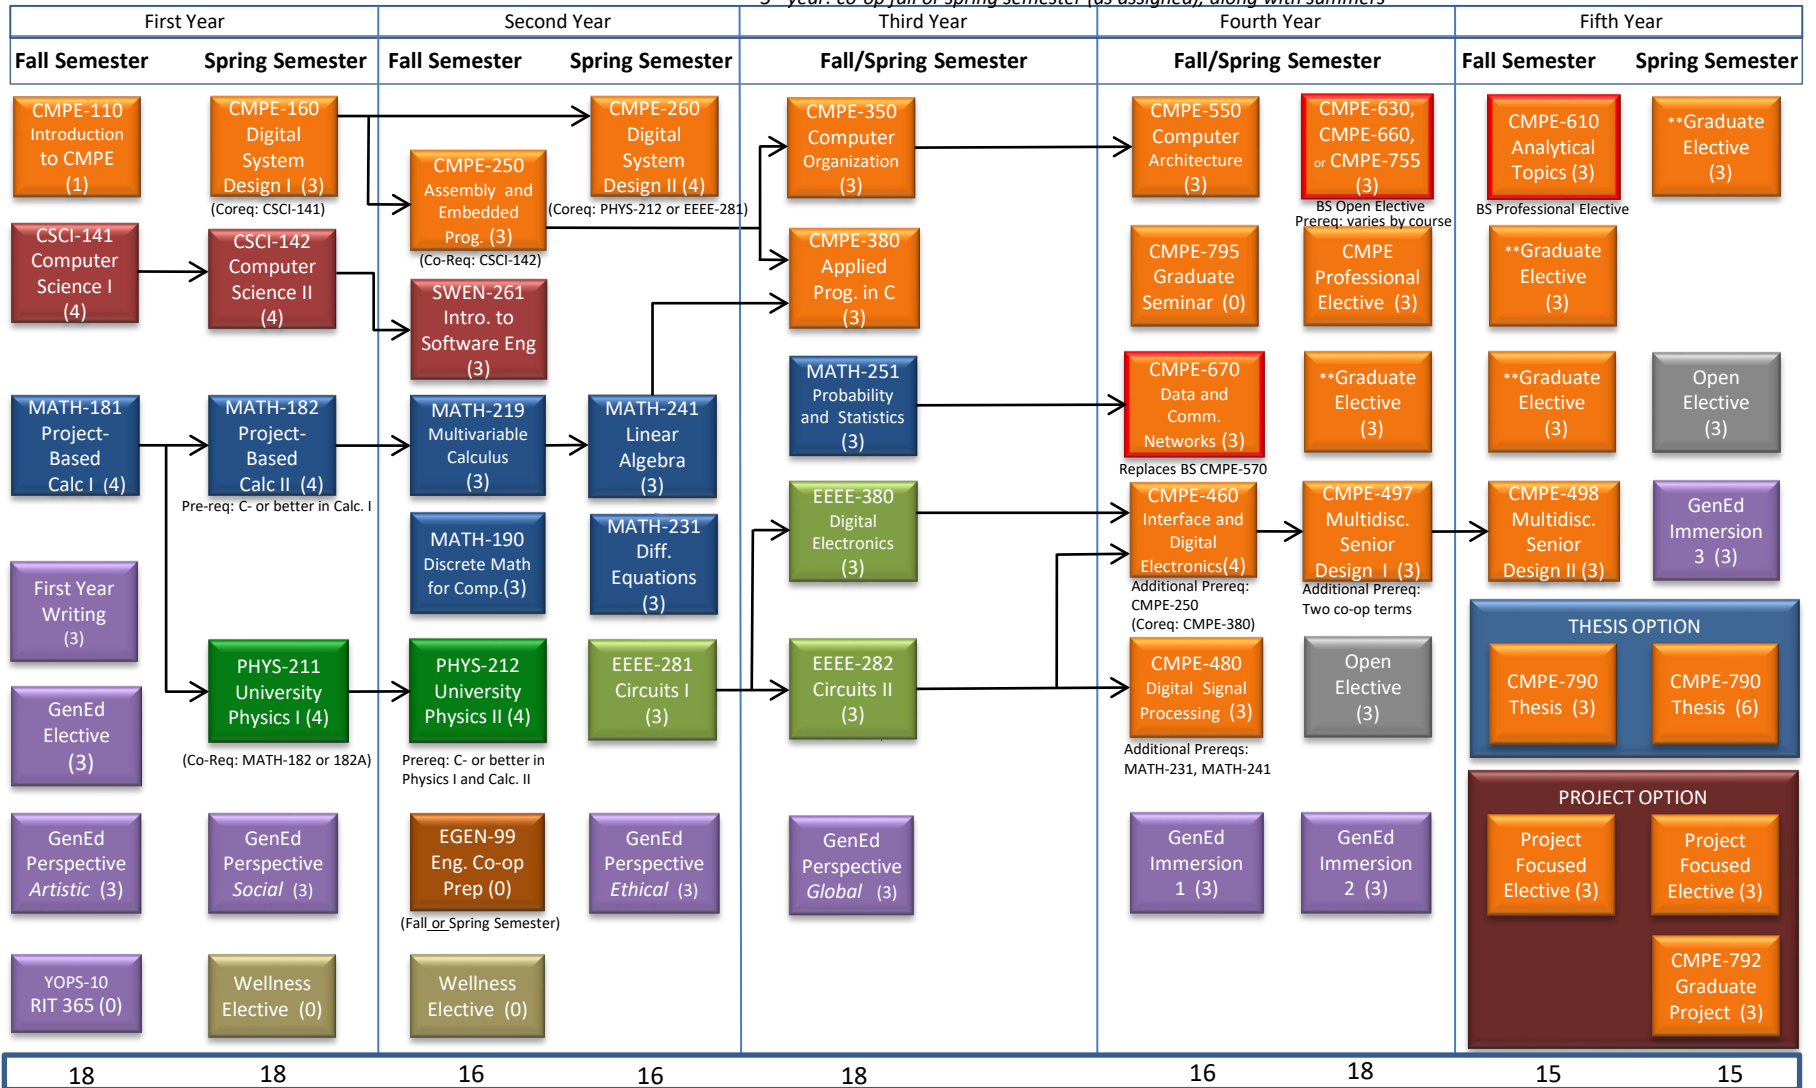 3 year: co-op fall or spring semester (as assigned), along with summers
First Year
Second Year
Third Year
Fourth Year
Fifth Year
Fall Semester
Spring Semester
Fall Semester
Spring Semester
Fall/Spring Semester
Fall/Spring Semester
Fall Semester
Spring Semester
CMPE-110
Introduction
to CMPE
(1)
CMPE-160
Digital
System
Design I (3)
(Coreq: CSCI-141)
CMPE-250
Assembly and
Embedded
Prog. (3)
(Co-Req: CSCI-142)
CMPE-260
Digital
System
Design II (4)
(Coreq: PHYS-212 or EEEE-281)
CMPE-350
Computer
Organization
(3)
CMPE-550
Computer
Architecture
(3)
CMPE-630,
CMPE-660,
or CMPE-755
(3)
BS Open Elective
Prereq: varies by course
CMPE-610
Analytical
Topics (3)
BS Professional Elective
**Graduate
Elective
(3)
CSCI-141
Computer
Science I
(4)
CSCI-142
Computer
Science II
(4)
SWEN-261
Intro. to
Software Eng
(3)
CMPE-380
Applied
Prog. in C
(3)
CMPE-795
Graduate
Seminar (0)
CMPE
Professional
Elective (3)
**Graduate
Elective
(3)
MATH-181
Project-
Based
Calc I (4)
MATH-182
Project-
Based
Calc II (4)
Pre-req: C- or better in Calc. I
MATH-219
Multivariable
Calculus
(3)
MATH-241
Linear
Algebra
(3)
MATH-251
Probability
and Statistics
(3)
CMPE-670
Data and
Comm.
Networks (3)
Replaces BS CMPE-570
**Graduate
Elective
(3)
**Graduate
Elective
(3)
Open
Elective
(3)
MATH-190
Discrete Math
for Comp.(3)
MATH-231
Diff.
Equations
(3)
EEEE-380
Digital
Electronics
(3)
CMPE-460
Interface and
Digital
Electronics(4)
Additional Prereq:
CMPE-250
(Coreq: CMPE-380)
CMPE-497
Multidisc.
Senior
Design I (3)
Additional Prereq:
Two co-op terms
CMPE-498
Multidisc.
Senior
Design II (3)
GenEd
Immersion
3 (3)
First Year
Writing
(3)
GenEd
Elective
(3)
PHYS-211
University
Physics I (4)
(Co-Req: MATH-182 or 182A)
PHYS-212
University
Physics II (4)
Prereq: C- or better in
Physics I and Calc. II
EEEE-281
Circuits I
(3)
EEEE-282
Circuits II
(3)
CMPE-480
Digital Signal
Processing (3)
Additional Prereqs:
MATH-231, MATH-241
Open
Elective
(3)
THESIS OPTION
CMPE-790
Thesis (3)
CMPE-790
Thesis (6)
GenEd
Perspective
Artistic (3)
GenEd
Perspective
Social (3)
EGEN-99
Eng. Co-op
Prep (0)
(Fall or Spring Semester)
GenEd
Perspective
Ethical (3)
GenEd
Perspective
Global (3)
GenEd
Immersion
1 (3)
GenEd
Immersion
2 (3)
PROJECT OPTION
Project
Focused
Elective (3)
Project
Focused
Elective (3)
CMPE-792
Graduate
Project (3)
YOPS-10
RIT 365 (0)
Wellness
Elective (0)
Wellness
Elective (0)
18
18
16
16
18
16
18
15
15